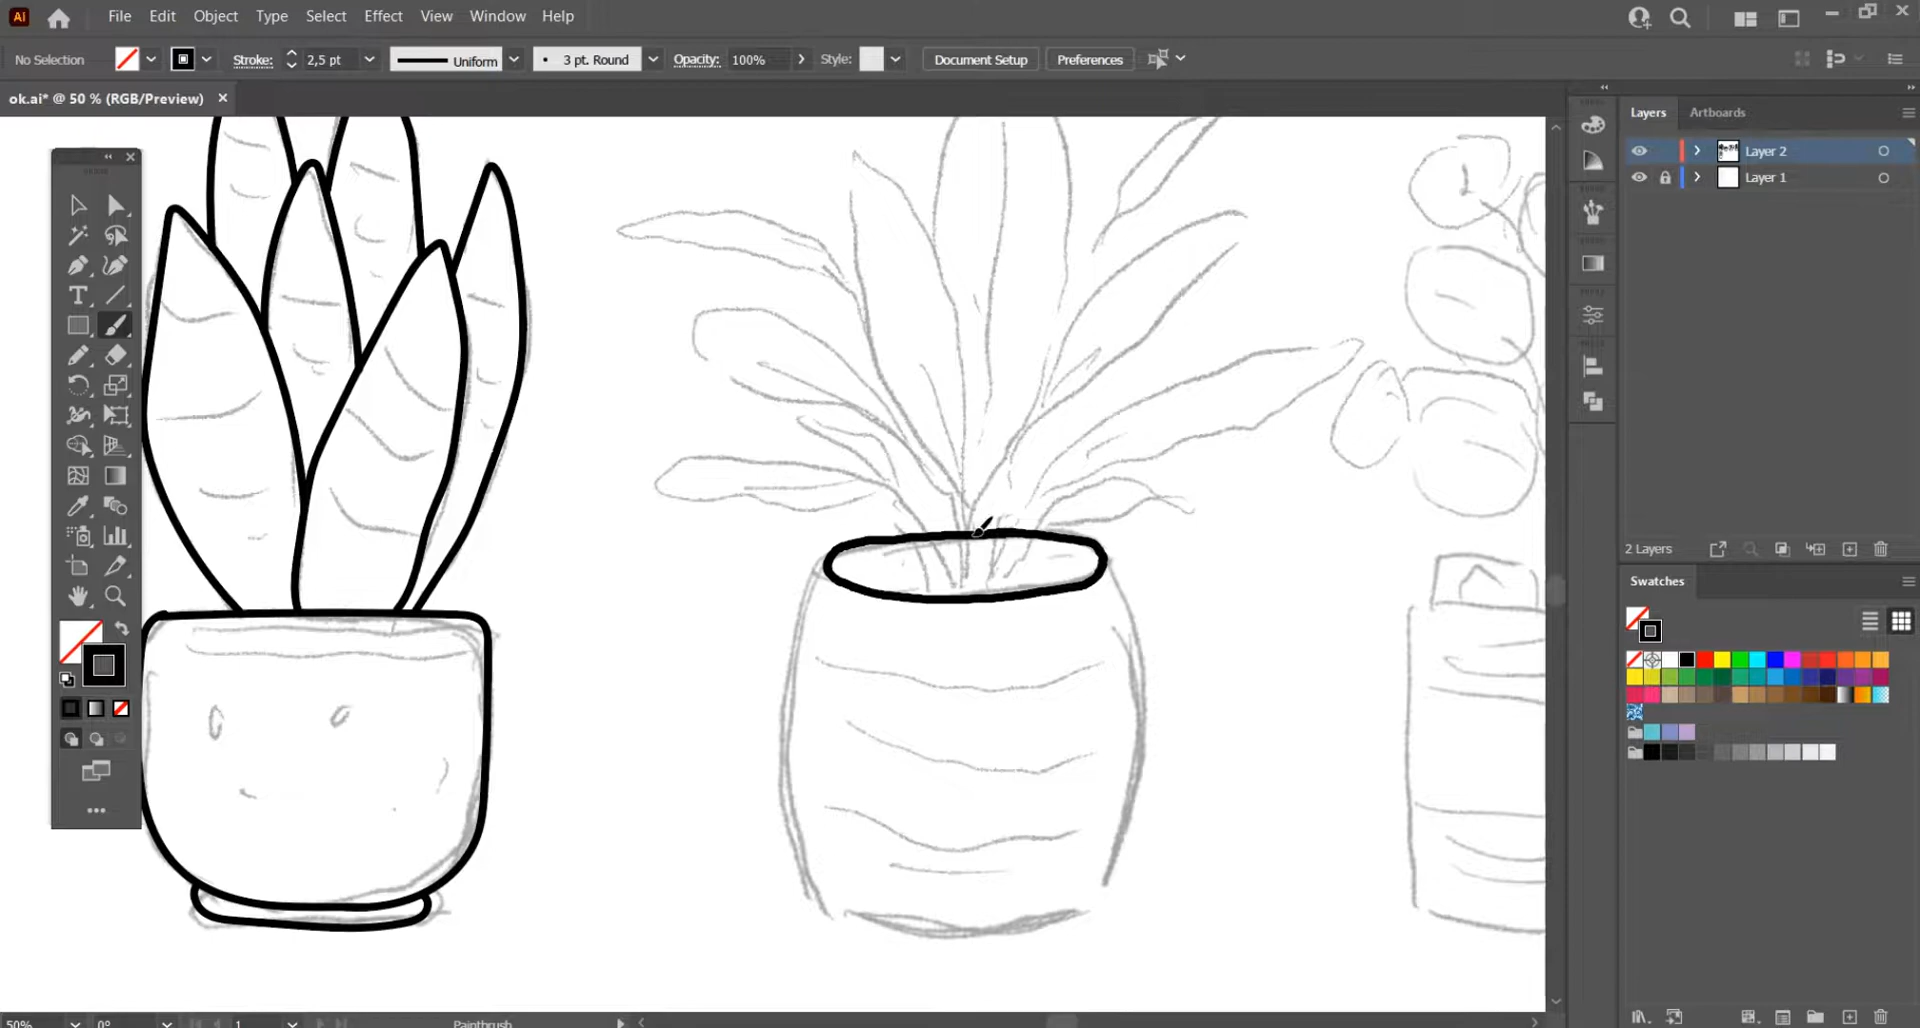 Ai File Edit Object Type Select Effect View Window Help
No Selection Stroke: 2,5 pt Uniform 3 pt. Round Opacity: 100% Style: Document Setup Preferences
ok.ai* @ 50 % (RGB/Preview)
Layers Artboards
Layer 2
Layer 1
2 Layers
Swatches
50% 0° 1 Paintbrush